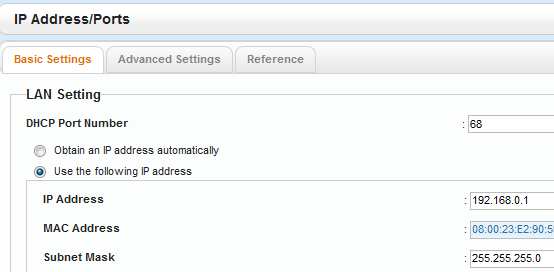 IP Address/Ports
Basic Settings Advanced Settings Reference
LAN Setting
DHCP Port Number : 68
Obtain an IP address automatically
Use the following IP address
IP Address : 192.168.0.1
MAC Address : 08:00:23:E2:90:
Subnet Mask : 255.255.255.0